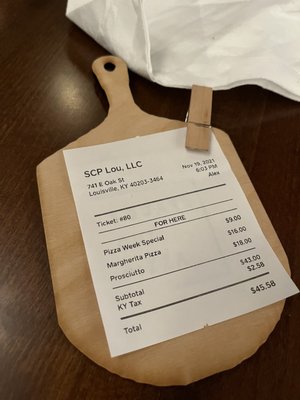 SCP Lou, LLC
741 E Oak St
Louisville, KY 40203-3464
Nov 19, 2021
6:03 PM
Alex
Ticket: #80
FOR HERE
Pizza Week Special $9.00
Margherita Pizza $16.00
Prosciutto $18.00
Subtotal $43.00
KY Tax $2.58
Total $45.58